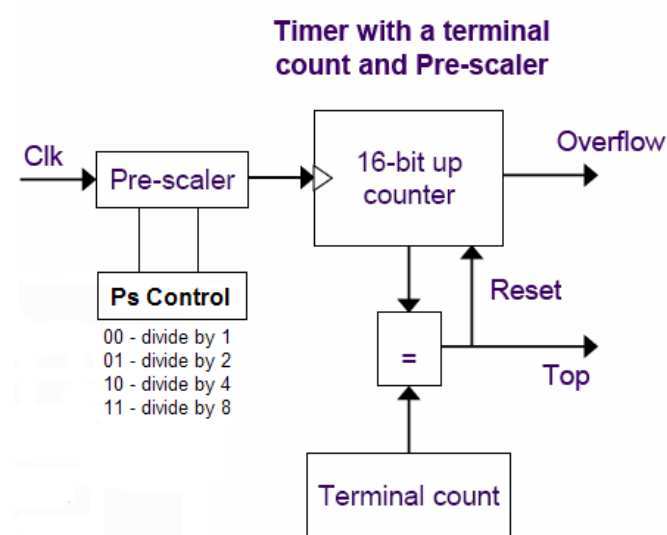 Timer with a terminal
count and Pre-scaler
Clk
Pre-scaler
16-bit up
counter
Overflow
Ps Control
00 - divide by 1
01 - divide by 2
10 - divide by 4
11 - divide by 8
Reset
=
Top
Terminal count